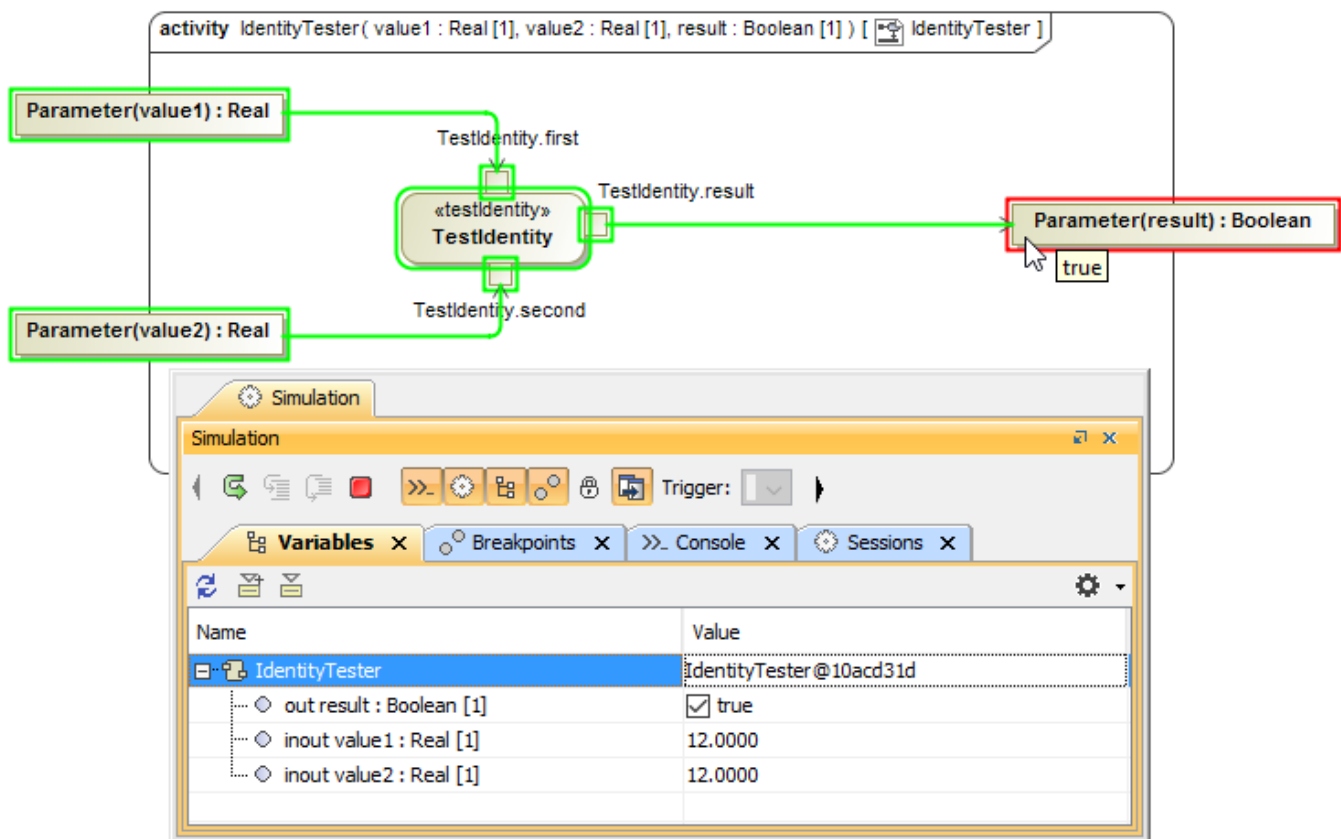 activity IdentityTester( value1 : Real [1], value2 : Real [1], result : Boolean [1] ) [ IdentityTester ]
Parameter(value1) : Real
TestIdentity.first
TestIdentity.result
«testIdentity»
TestIdentity
Parameter(result) : Boolean
true
TestIdentity.second
Parameter(value2) : Real
Simulation
Simulation
Trigger:
Variables Breakpoints Console Sessions
Name Value
IdentityTester IdentityTester@10acd31d
out result : Boolean [1] true
inout value1 : Real [1] 12.0000
inout value2 : Real [1] 12.0000